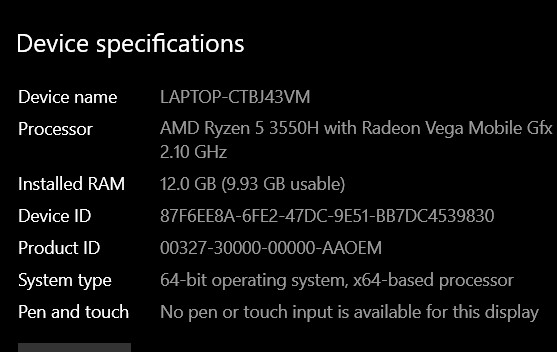 Device specifications
Device name LAPTOP-CTBJ43VM
Processor AMD Ryzen 5 3550H with Radeon Vega Mobile Gfx
2.10 GHz
Installed RAM 12.0 GB (9.93 GB usable)
Device ID 87F6EE8A-6FE2-47DC-9E51-BB7DC4539830
Product ID 00327-30000-00000-AAOEM
System type 64-bit operating system, x64-based processor
Pen and touch No pen or touch input is available for this display